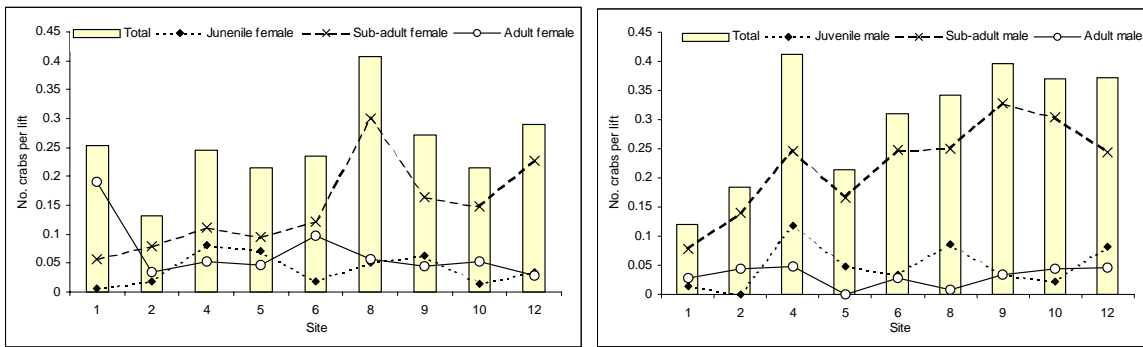 Total Junenile female Sub-adult female Adult female
0.45
0.4
0.35
0.3
0.25
0.2
0.15
0.1
0.05
0
No. crabs per lift
1 2 4 5 6 8 9 10 12
Site
Total Juvenile male Sub-adult male Adult male
0.45
0.4
0.35
0.3
0.25
0.2
0.15
0.1
0.05
0
No. crabs per lift
1 2 4 5 6 8 9 10 12
Site